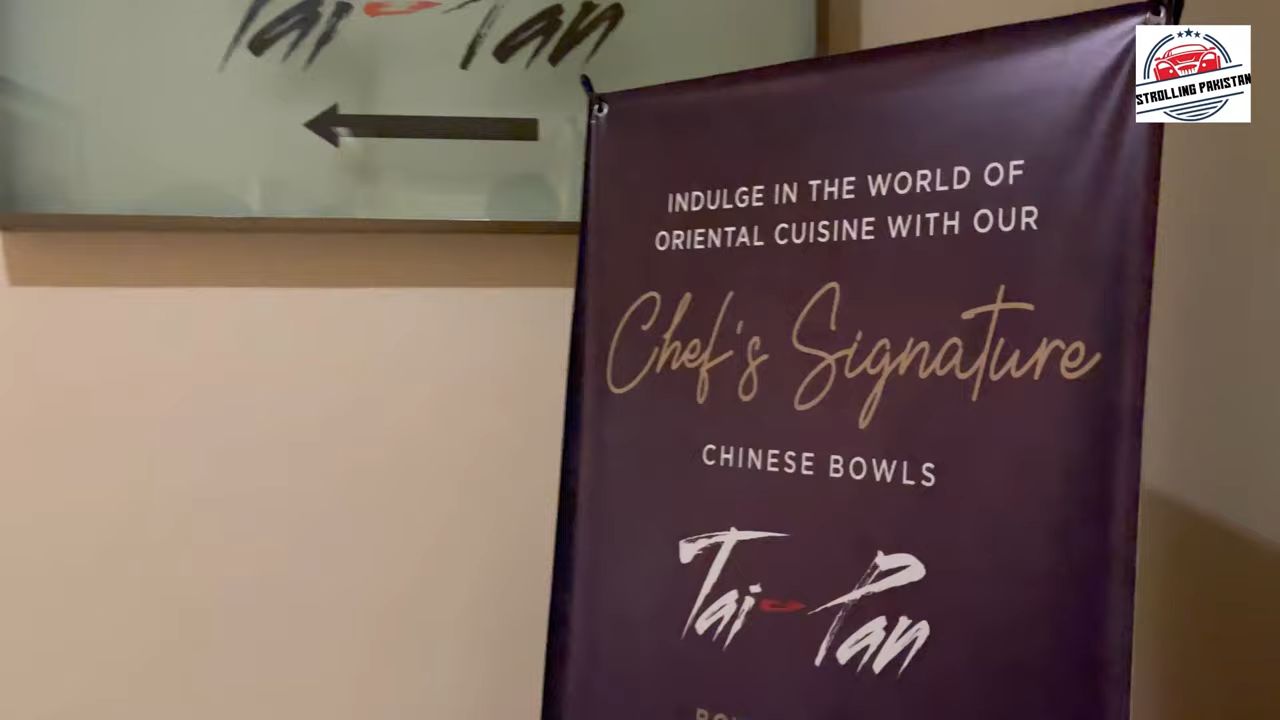 Tai-Pan
STROLLING PAKISTAN
INDULGE IN THE WORLD OF
ORIENTAL CUISINE WITH OUR
Chef's Signature
CHINESE BOWLS
Tai-Pan